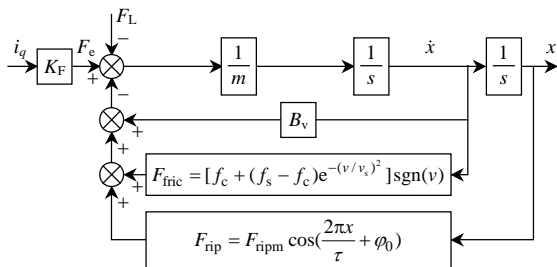 F_L
i_q K_F F_e − + 1/m 1/s ẋ 1/s x
−
B_v +
+
F_fric = [f_c + (f_s − f_c)e^{−(v/v_s)^2}]sgn(v) +
+
+
F_rip = F_ripm cos(2πx/τ + φ_0)